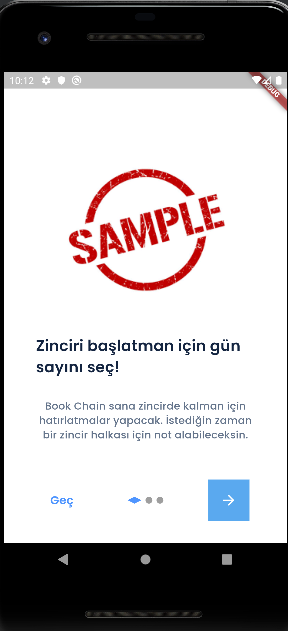 10:12
DEBUG
SAMPLE
Zinciri başlatman için gün
sayını seç!
Book Chain sana zincirde kalman için
hatırlatmalar yapacak. İstediğin zaman
bir zincir halkası için not alabileceksin.
Geç